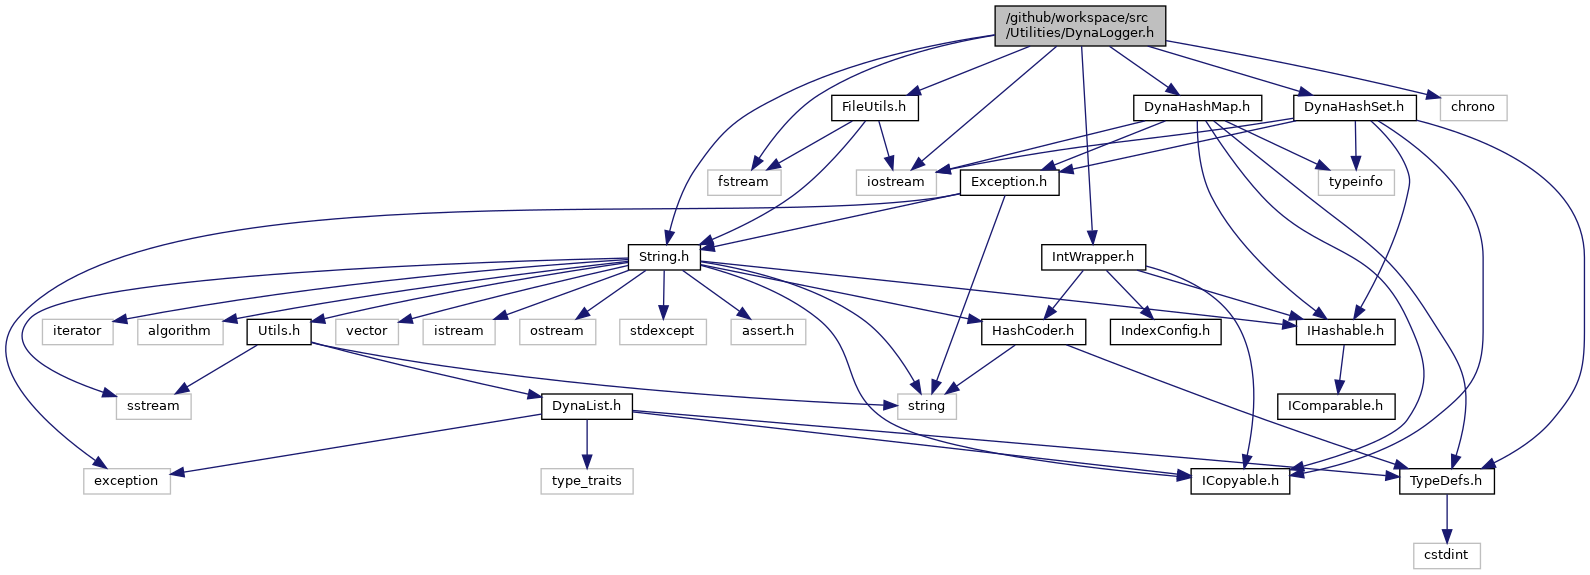 /github/workspace/src
/Utilities/DynaLogger.h
FileUtils.h
DynaHashMap.h
DynaHashSet.h
chrono
fstream
iostream
Exception.h
typeinfo
String.h
IntWrapper.h
iterator
algorithm
Utils.h
vector
istream
ostream
stdexcept
assert.h
HashCoder.h
IndexConfig.h
IHashable.h
sstream
DynaList.h
string
IComparable.h
exception
type_traits
ICopyable.h
TypeDefs.h
cstdint